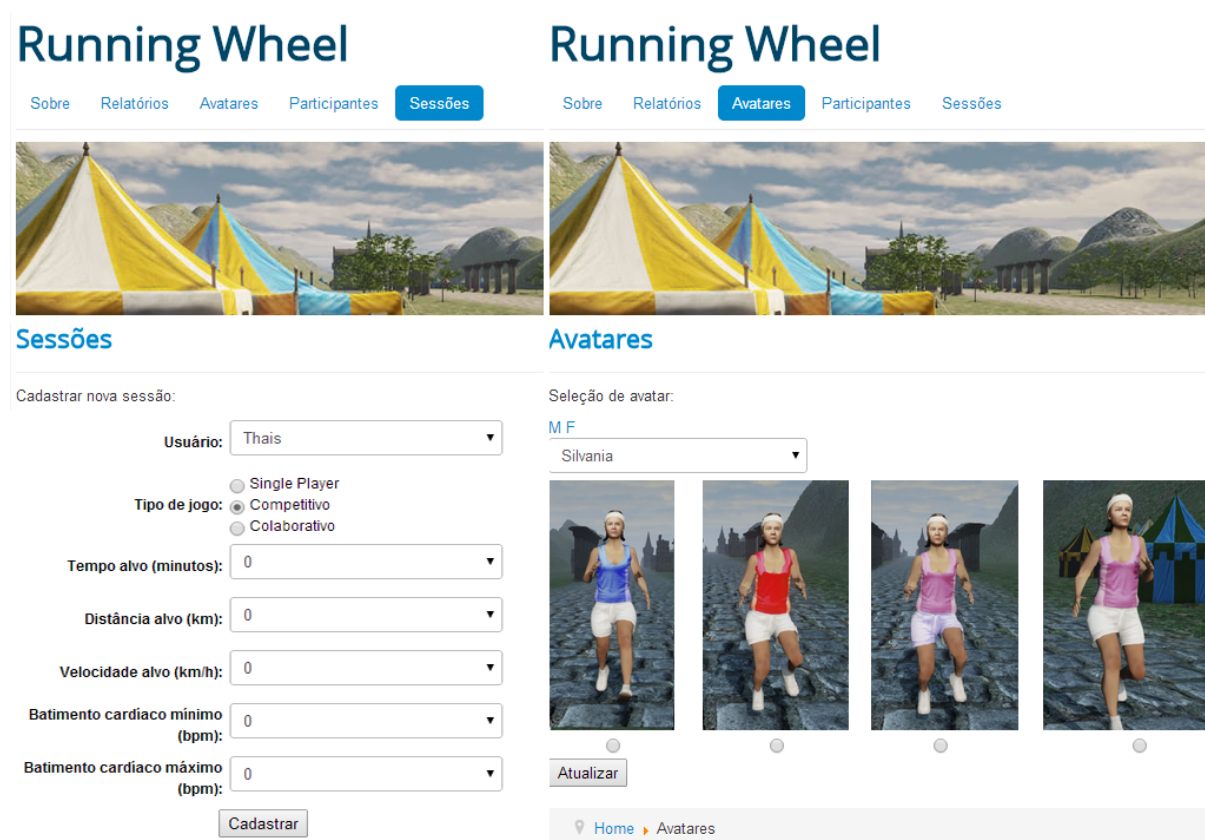 Running Wheel
Sobre Relatórios Avatares Participantes Sessões
Sessões
Cadastrar nova sessão:
Usuário: Thais
Tipo de jogo:
Single Player
Competitivo
Colaborativo
Tempo alvo (minutos): 0
Distância alvo (km): 0
Velocidade alvo (km/h): 0
Batimento cardíaco mínimo
(bpm): 0
Batimento cardíaco máximo
(bpm): 0
Cadastrar
Running Wheel
Sobre Relatórios Avatares Participantes Sessões
Avatares
Seleção de avatar:
M F
Silvania
Atualizar
Home Avatares